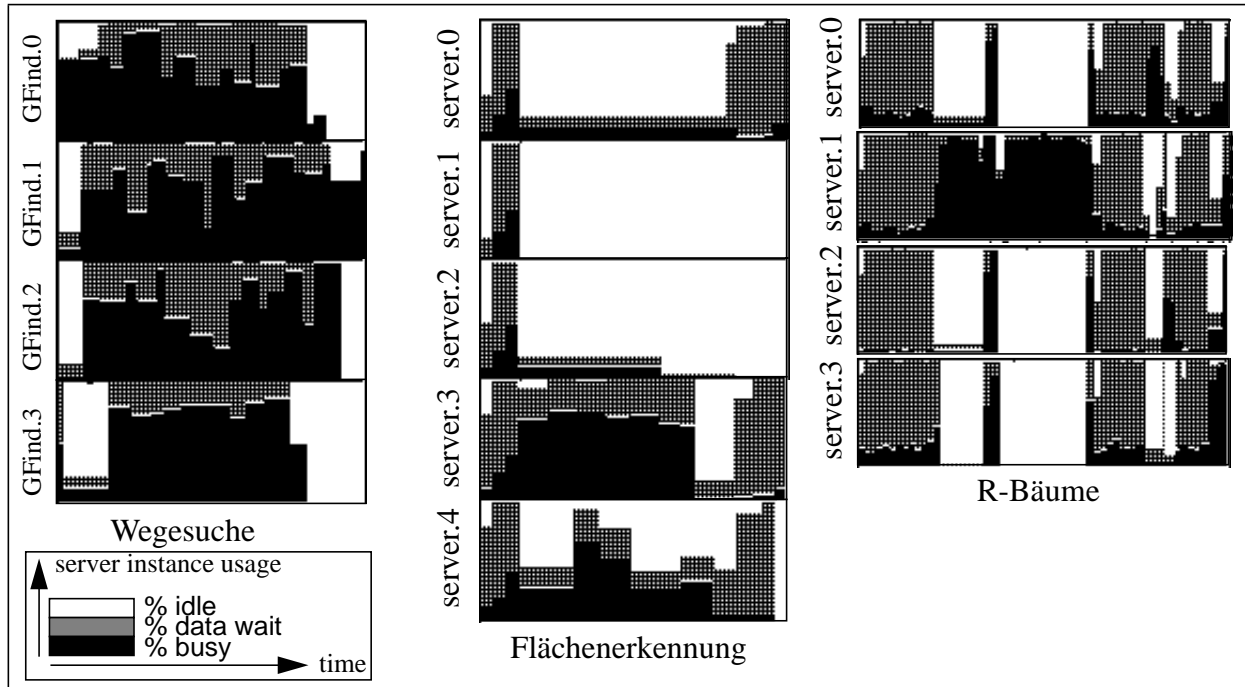 GFind.0
GFind.1
GFind.2
GFind.3
Wegesuche
server instance usage
% idle
% data wait
% busy
time
server.0
server.1
server.2
server.3
server.4
Flächenerkennung
server.0
server.1
server.2
server.3
R-Bäume